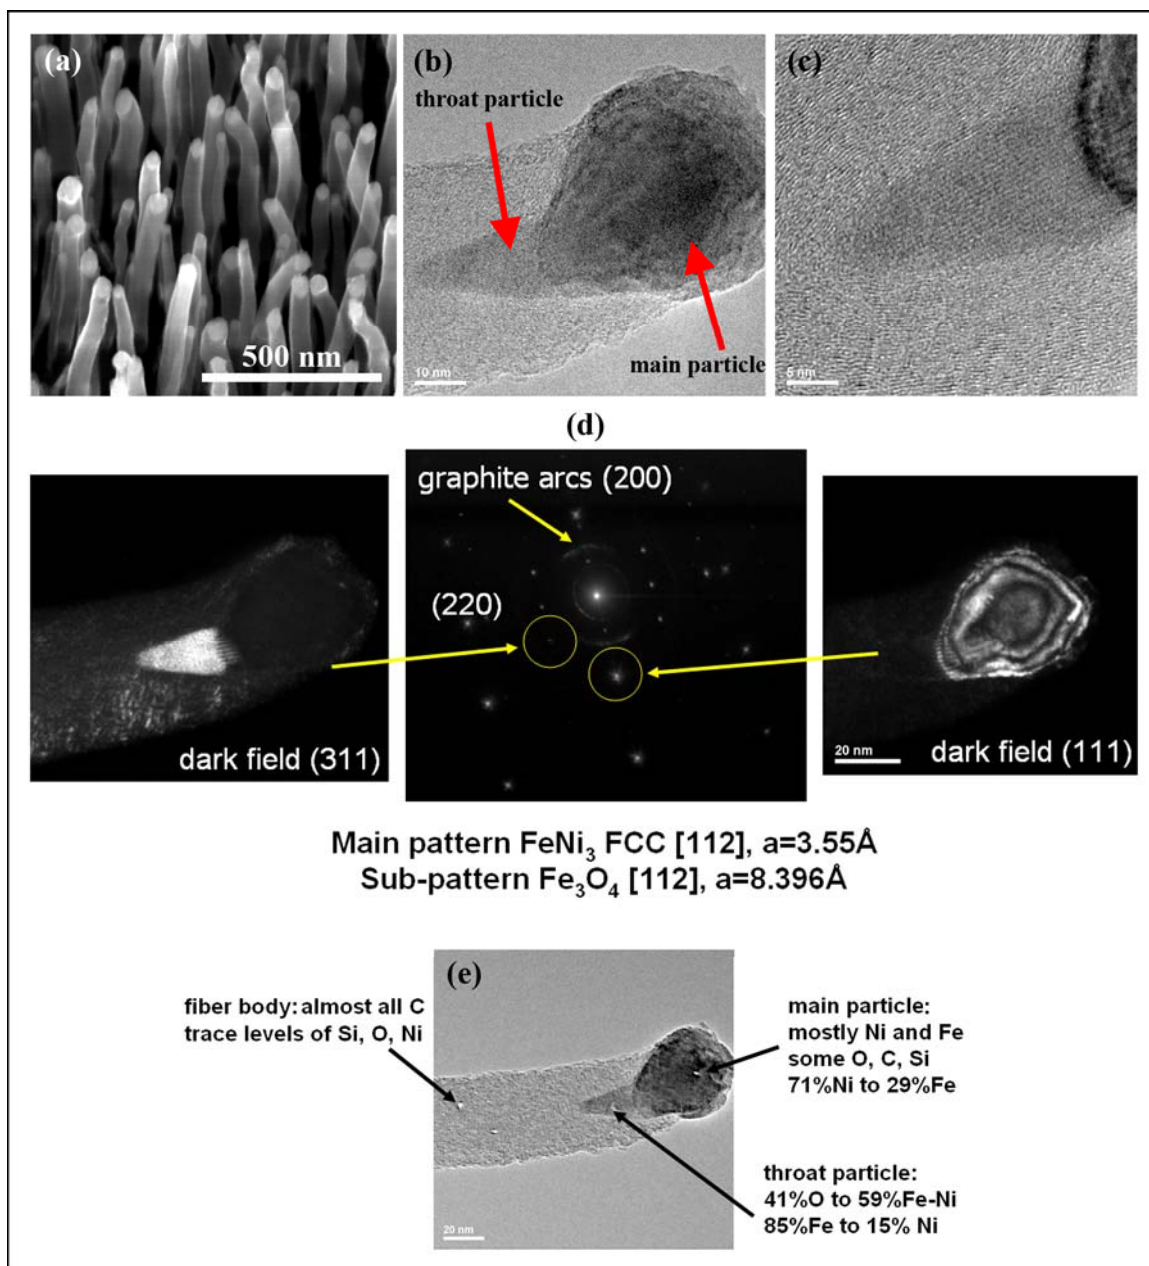 (a)
500 nm
(b)
throat particle
main particle
10 nm
(c)
5 nm
(d)
dark field (311)
graphite arcs (200)
(220)
20 nm
dark field (111)
Main pattern FeNi₃ FCC [112], a=3.55Å
Sub-pattern Fe₃O₄ [112], a=8.396Å
(e)
fiber body: almost all C
trace levels of Si, O, Ni
20 nm
main particle:
mostly Ni and Fe
some O, C, Si
71%Ni to 29%Fe
throat particle:
41%O to 59%Fe-Ni
85%Fe to 15% Ni